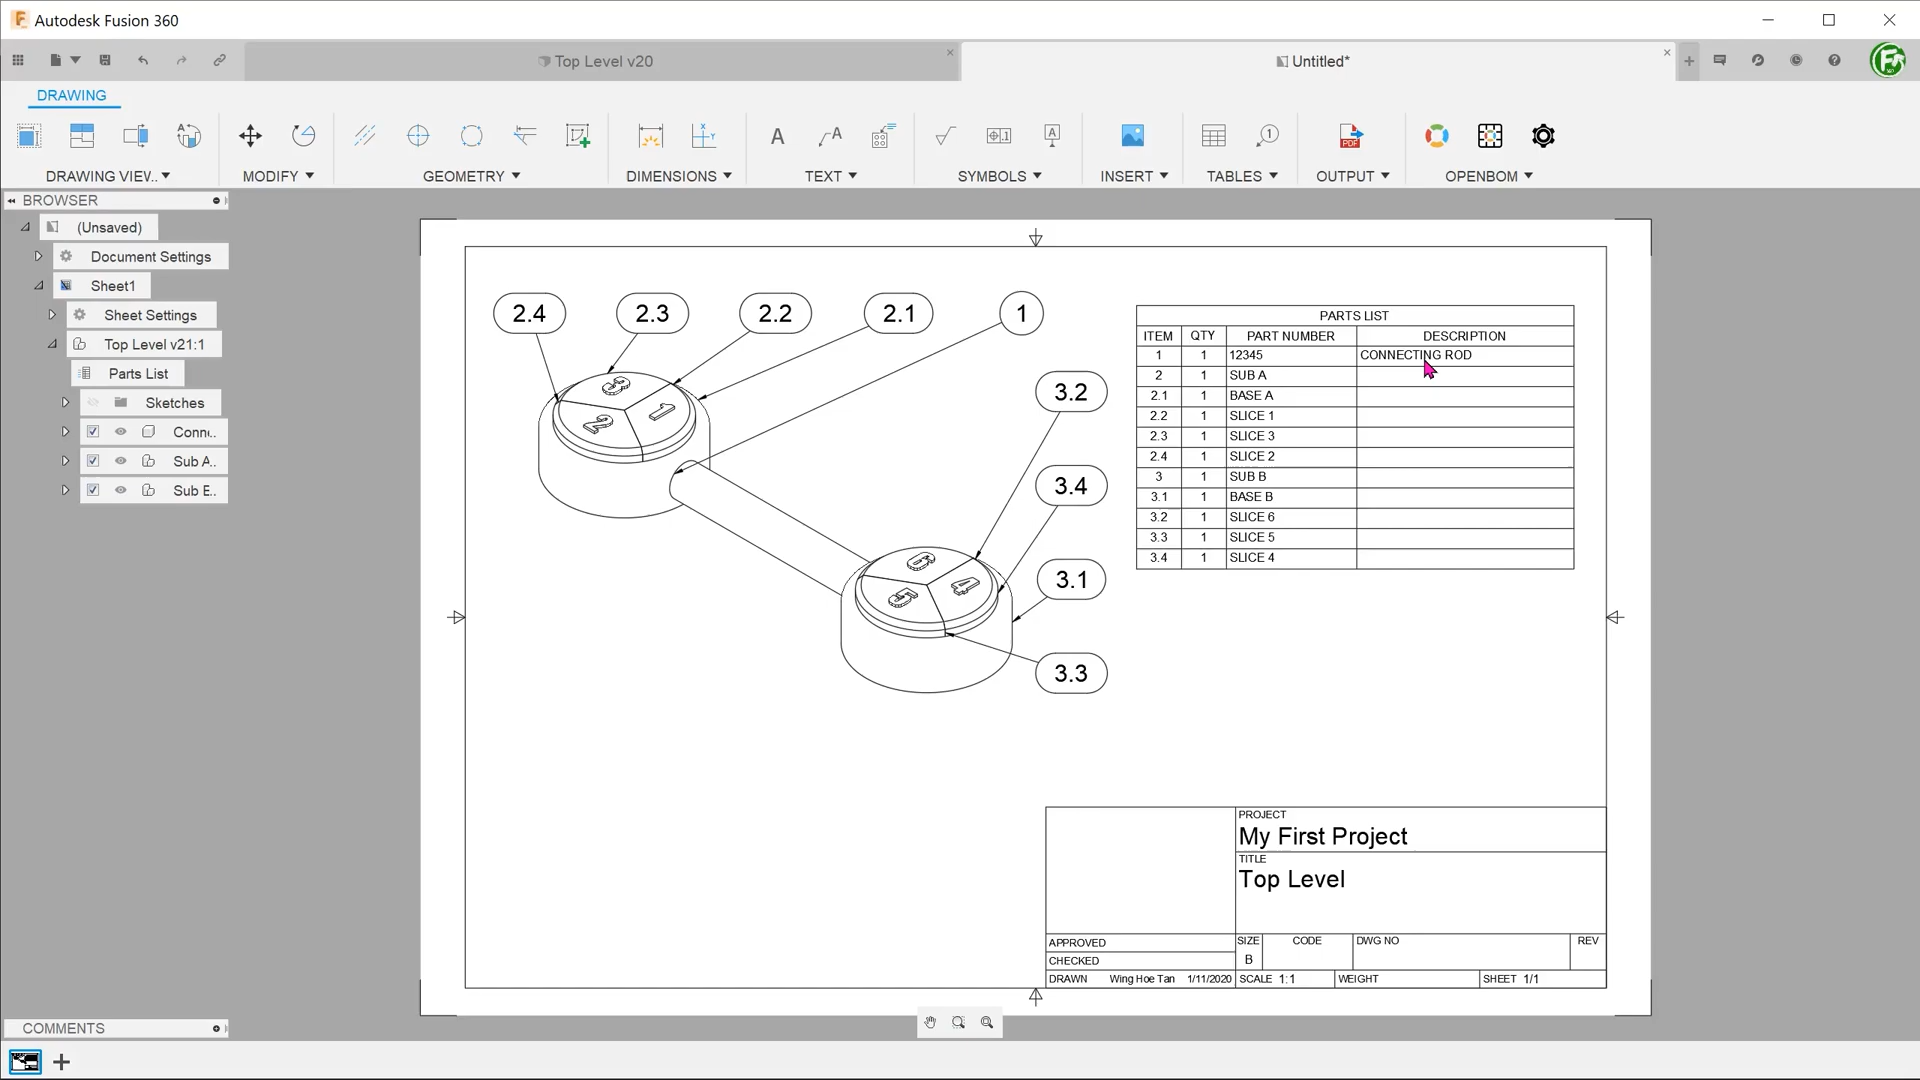 Autodesk Fusion 360
Top Level v20
Untitled*
DRAWING
DRAWING VIEW.. MODIFY GEOMETRY DIMENSIONS TEXT SYMBOLS INSERT TABLES OUTPUT OPENBOM
BROWSER
(Unsaved)
Document Settings
Sheet1
Sheet Settings
Top Level v21:1
Parts List
Sketches
Conn..
Sub A..
Sub E..
2.4 2.3 2.2 2.1 1
3.2
3.4
3.1
3.3
3
2 1
6
5 4
PARTS LIST
ITEM QTY PART NUMBER DESCRIPTION
1 1 12345 CONNECTING ROD
2 1 SUB A
2.1 1 BASE A
2.2 1 SLICE 1
2.3 1 SLICE 3
2.4 1 SLICE 2
3 1 SUB B
3.1 1 BASE B
3.2 1 SLICE 6
3.3 1 SLICE 5
3.4 1 SLICE 4
PROJECT
My First Project
TITLE
Top Level
APPROVED
CHECKED
DRAWN Wing Hoe Tan 1/11/2020
SIZE CODE DWG NO REV
B
SCALE 1:1 WEIGHT SHEET 1/1
COMMENTS